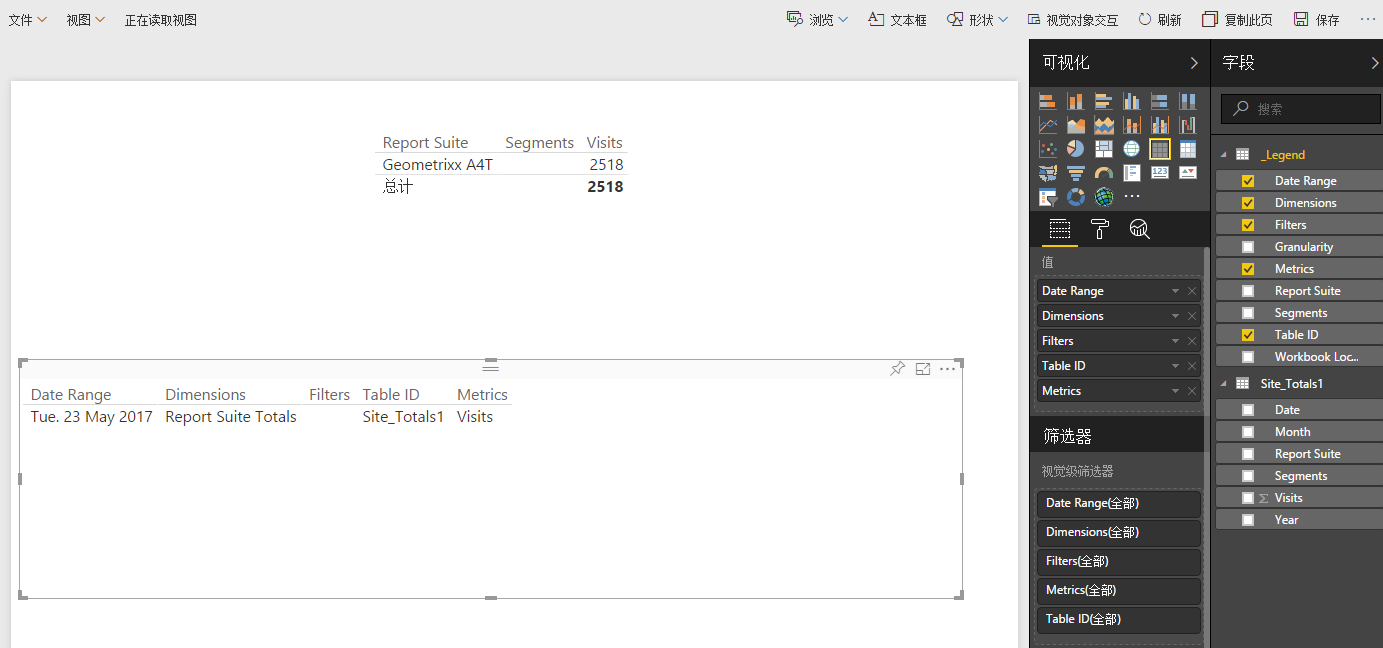 文件 视图 正在读取视图 浏览 文本框 形状 视觉对象交互 刷新 复制此页 保存 ...
Report Suite Segments Visits
Geometrixx A4T 2518
总计 2518
Date Range Dimensions Filters Table ID Metrics
Tue. 23 May 2017 Report Suite Totals Site_Totals1 Visits
可视化
123
...
值
Date Range
Dimensions
Filters
Table ID
Metrics
筛选器
视觉级筛选器
Date Range(全部)
Dimensions(全部)
Filters(全部)
Metrics(全部)
Table ID(全部)
字段
搜索
_Legend
Date Range
Dimensions
Filters
Granularity
Metrics
Report Suite
Segments
Table ID
Workbook Loc...
Site_Totals1
Date
Month
Report Suite
Segments
Σ Visits
Year